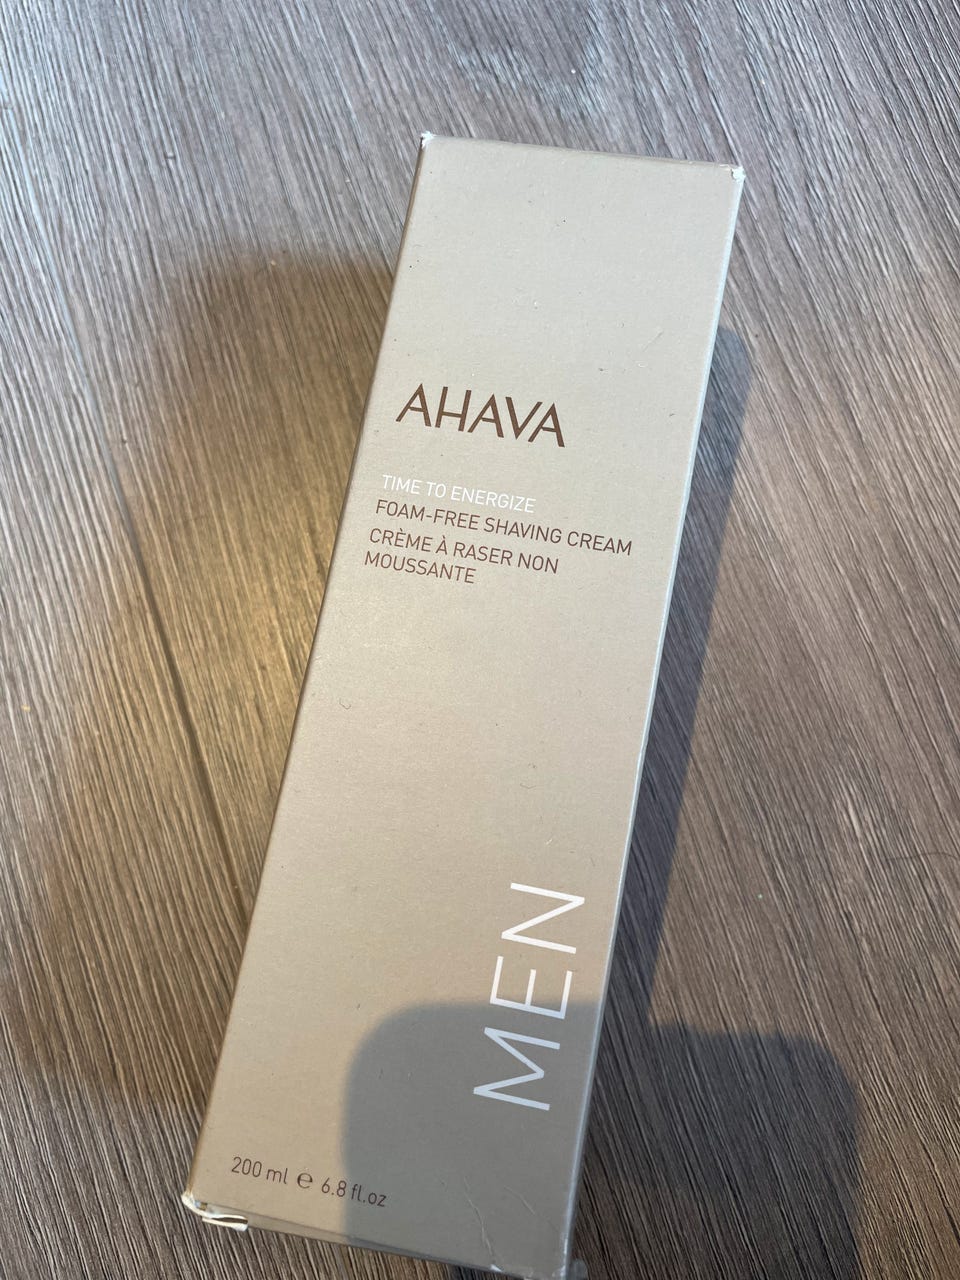 AHAVA
TIME TO ENERGIZE
FOAM-FREE SHAVING CREAM
CRÈME À RASER NON
MOUSSANTE
MEN
200 ml ℮ 6.8 fl.oz